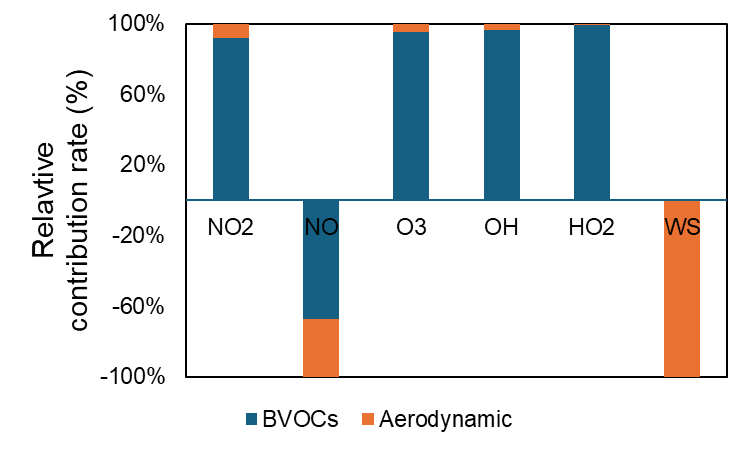 Relavtive
contribution rate (%)
100%
60%
20%
-20%
-60%
-100%
NO2 NO O3 OH HO2 WS
BVOCs Aerodynamic